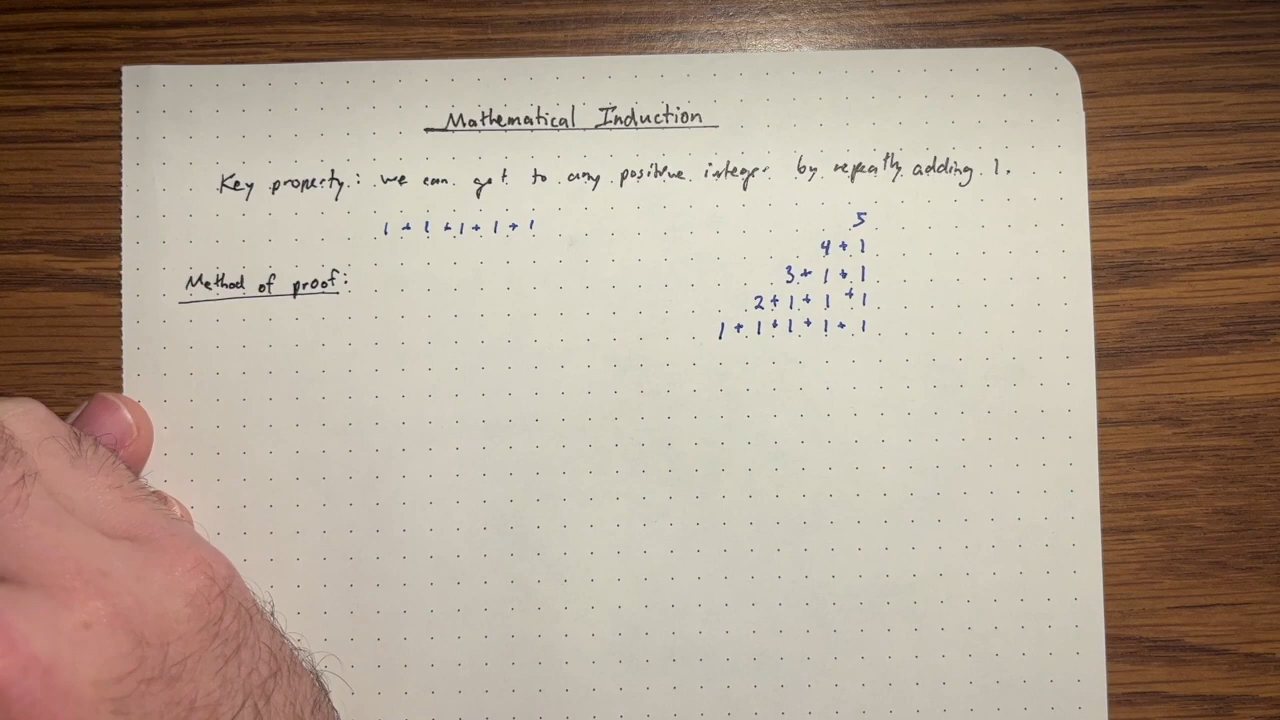 Mathematical Induction
Key property: we can get to any positive integer by repeatly adding 1.
1 + 1 + 1 + 1 + 1
5
4 + 1
Method of proof:
3 + 1 + 1
2 + 1 + 1 + 1
1 + 1 + 1 + 1 + 1